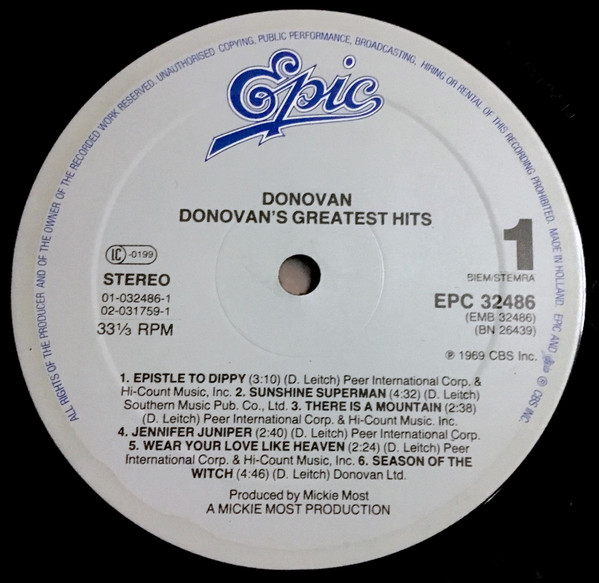 ALL RIGHTS OF THE PRODUCER AND OF THE OWNER OF THE RECORDED WORK RESERVED. UNAUTHORISED COPYING, PUBLIC PERFORMANCE, BROADCASTING, HIRING OR RENTAL OF THIS RECORDING PROHIBITED. MADE IN HOLLAND. EPIC AND ARE ® CBS INC
Epic
DONOVAN
DONOVAN'S GREATEST HITS
1
LC -0199
BIEM/STEMRA
STEREO
EPC 32486
01-032486-1
(EMB 32486)
02-031759-1
(BN 26439)
33⅓ RPM
℗ 1969 CBS Inc.
1. EPISTLE TO DIPPY (3:10) (D. Leitch) Peer International Corp. &
Hi-Count Music, Inc. 2. SUNSHINE SUPERMAN (4:32) (D. Leitch)
Southern Music Pub. Co., Ltd. 3. THERE IS A MOUNTAIN (2:38)
(D. Leitch) Peer International Corp. & Hi-Count Music. Inc.
4. JENNIFER JUNIPER (2:40) (D. Leitch) Peer International Corp.
5. WEAR YOUR LOVE LIKE HEAVEN (2:24) (D. Leitch) Peer
International Corp. & Hi-Count Music, Inc. 6. SEASON OF THE
WITCH (4:46) (D. Leitch) Donovan Ltd.
Produced by Mickie Most
A MICKIE MOST PRODUCTION